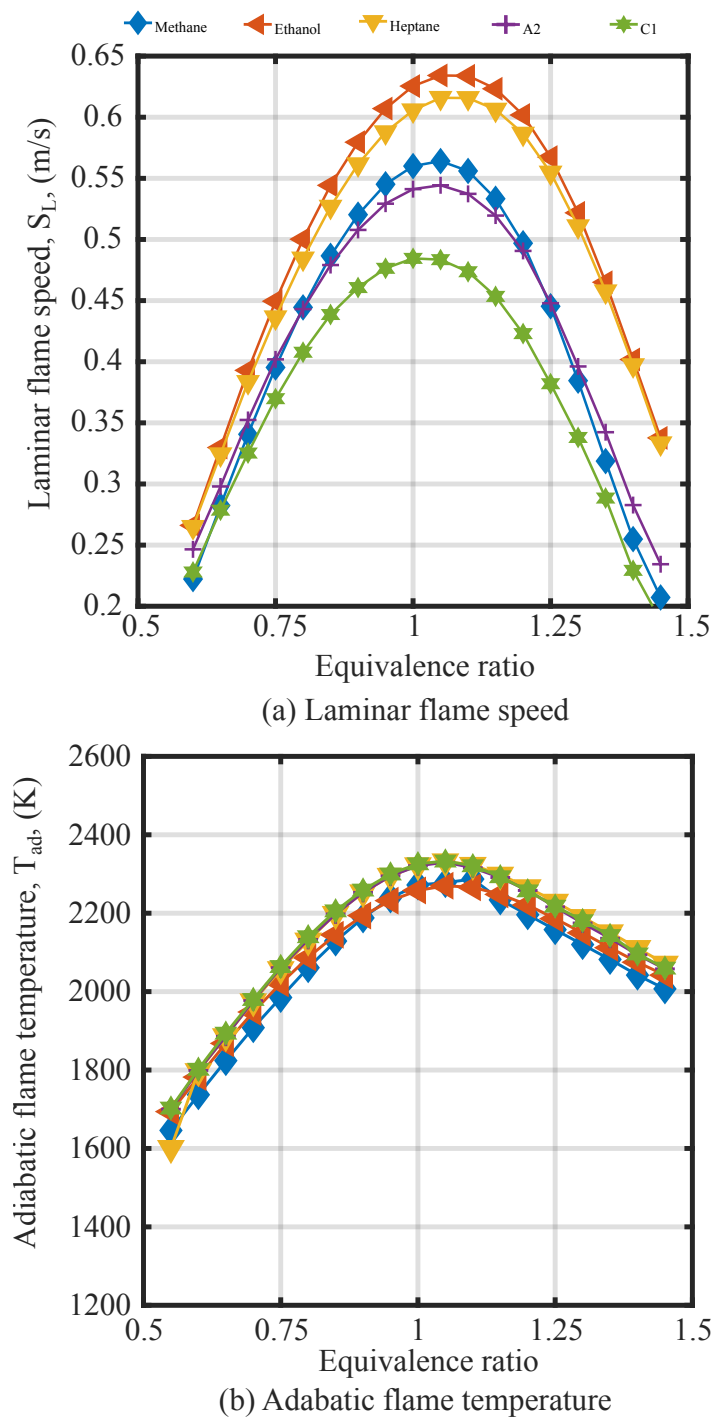 Methane Ethanol Heptane A2 C1
0.65
0.6
0.55
0.5
0.45
0.4
0.35
0.3
0.25
0.2
Laminar flame speed, S_L, (m/s)
0.5 0.75 1 1.25 1.5
Equivalence ratio
(a) Laminar flame speed
2600
2400
2200
2000
1800
1600
1400
1200
Adiabatic flame temperature, T_ad, (K)
0.5 0.75 1 1.25 1.5
Equivalence ratio
(b) Adabatic flame temperature